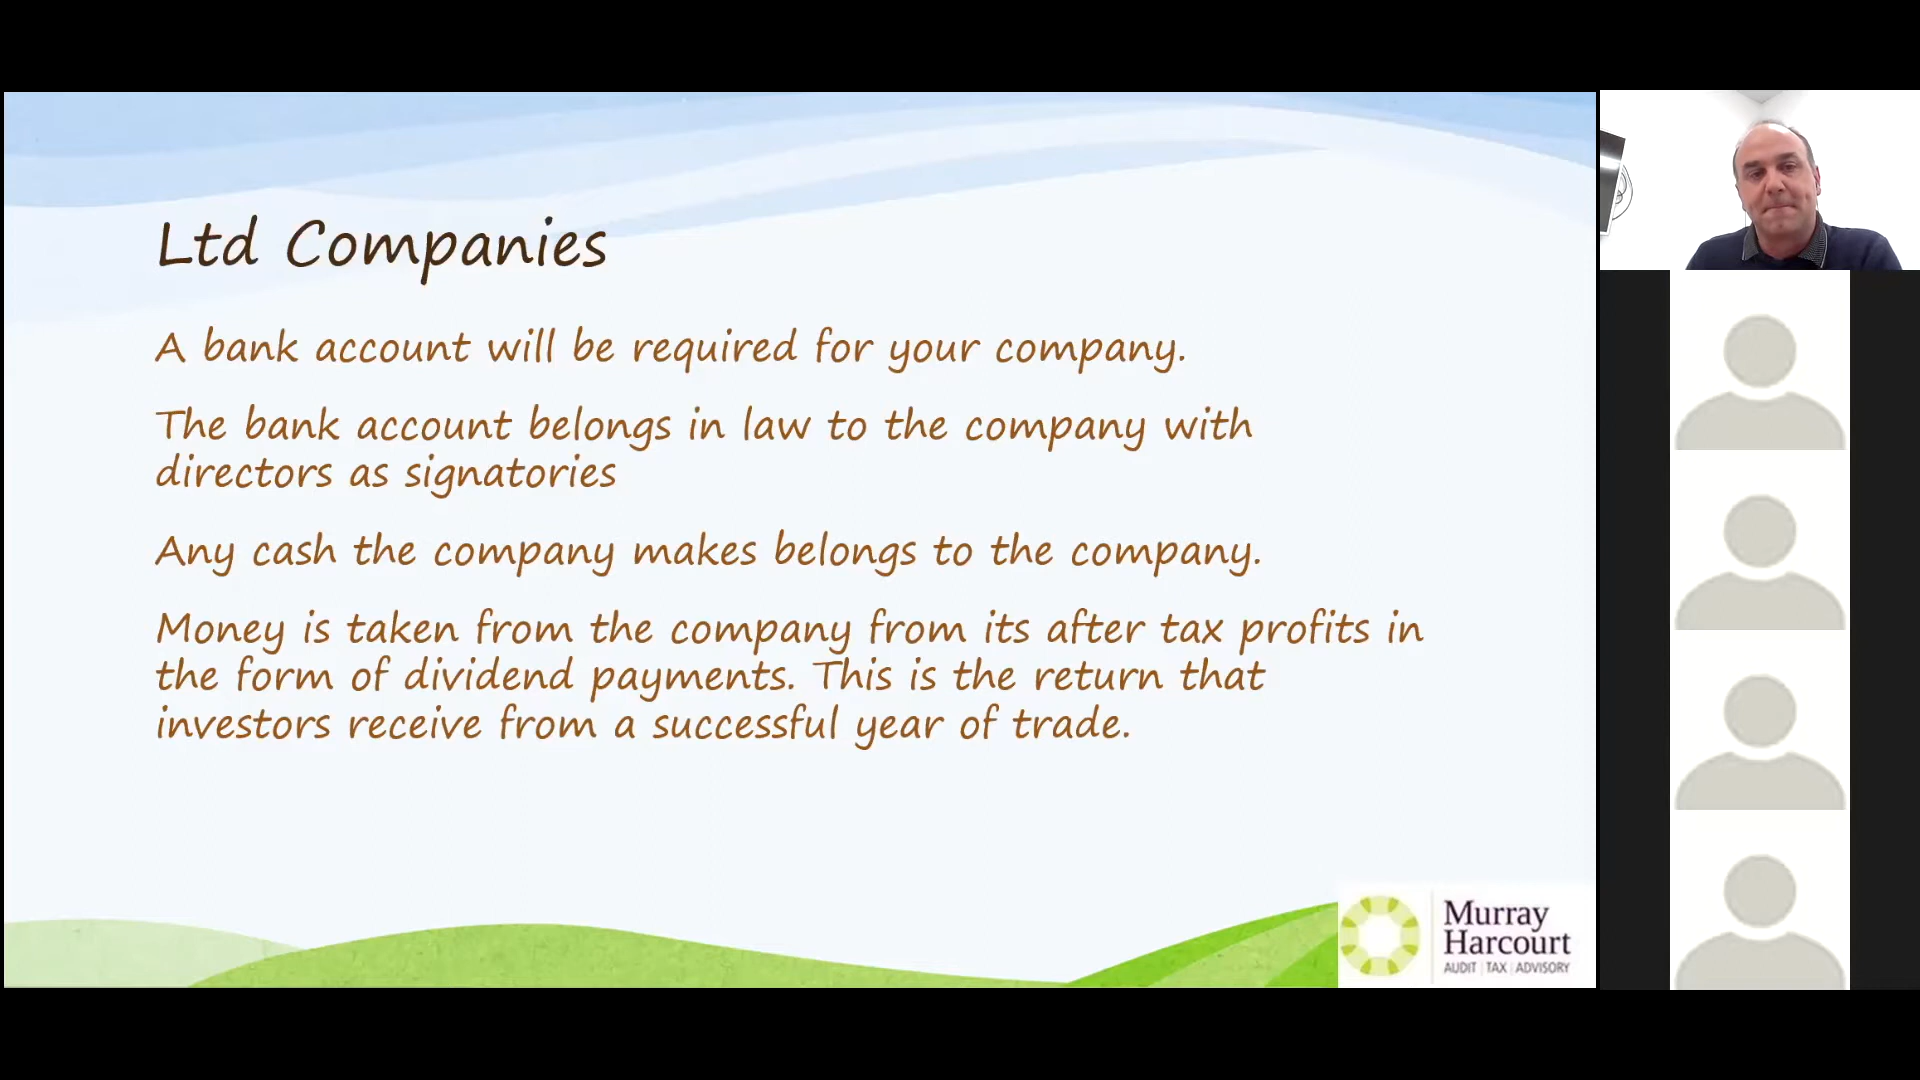 Ltd Companies
A bank account will be required for your company.
The bank account belongs in law to the company with
directors as signatories
Any cash the company makes belongs to the company.
Money is taken from the company from its after tax profits in
the form of dividend payments. This is the return that
investors receive from a successful year of trade.
Murray
Harcourt
AUDIT | TAX | ADVISORY